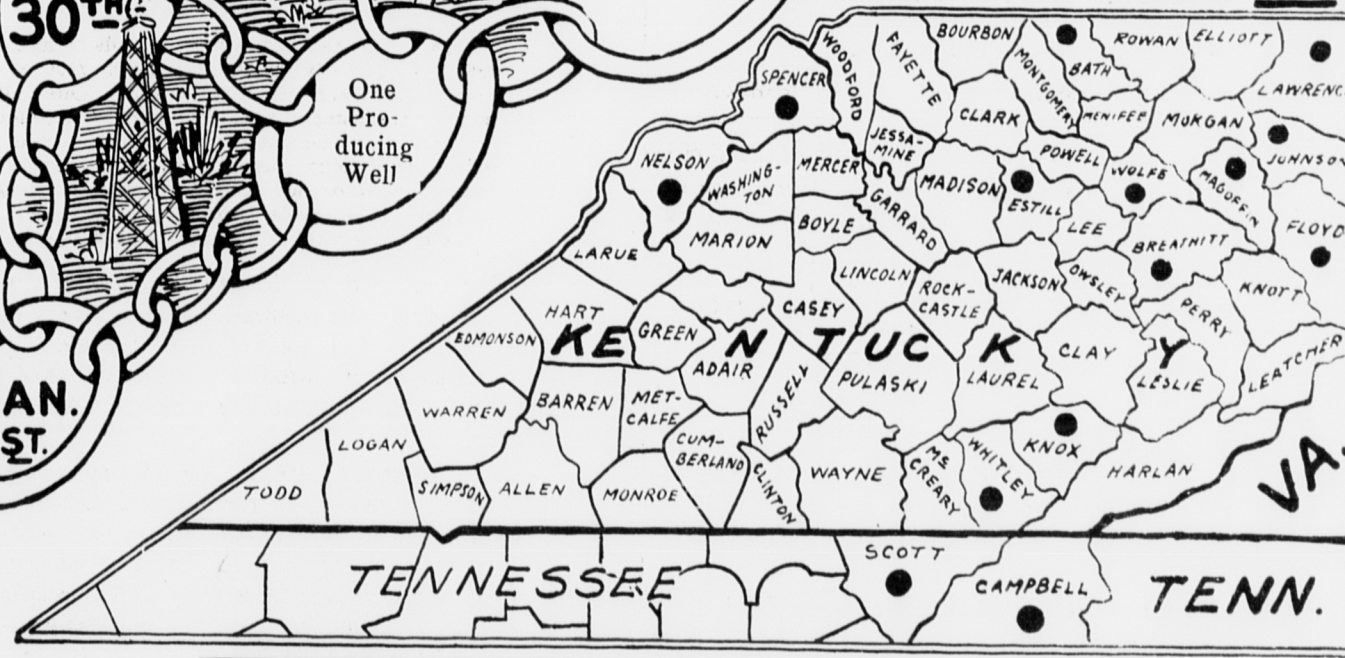 30TH
One
Pro-
ducing
Well
AN.
ST.
BOURBON
ROWAN
ELLIOTT
WOODFORD
FAYETTE
MONTGOMERY
BATH
LAWRENC
SPENCER
CLARK
MENIFEE
MORGAN
JESSA-
MINE
POWELL
JOHNSON
NELSON
WASHING-
TON
MERCER
MADISON
WOLFE
MAGOFFIN
GARRARD
ESTILL
LEE
FLOYD
MARION
BOYLE
BREATHITT
LARUE
LINCOLN
JACKSON
OWSLEY
KNOTT
ROCK-
CASTLE
HART
CASEY
PERRY
EDMONSON
GREEN
KENTUCKY
CLAY
LEATCHER
ADAIR
PULASKI
LAUREL
LESLIE
WARREN
BARREN
MET-
CALFE
RUSSELL
LOGAN
CUM-
BERLAND
KNOX
TODD
SIMPSON
ALLEN
MONROE
CLINTON
WAYNE
MS
CREARY
WHITLEY
HARLAN
VA.
TENNESSEE
SCOTT
CAMPBELL
TENN.